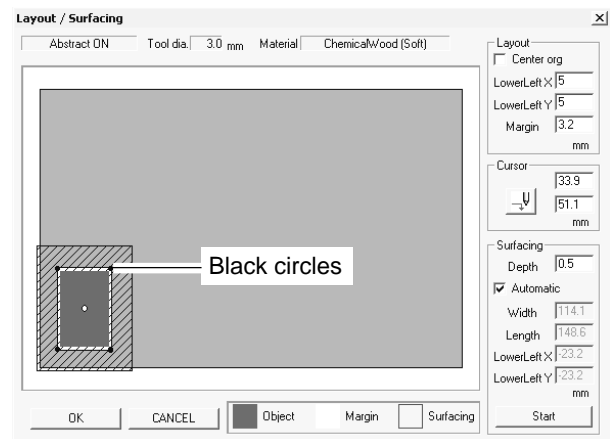 Layout / Surfacing
Abstract ON Tool dia. 3.0 mm Material ChemicalWood (Soft)
Black circles
OK CANCEL Object Margin Surfacing
Layout
Center org
LowerLeft X 5
LowerLeft Y 5
Margin 3.2
mm
Cursor
33.9
51.1
mm
Surfacing
Depth 0.5
Automatic
Width 114.1
Length 148.6
LowerLeft X -23.2
LowerLeft Y -23.2
mm
Start